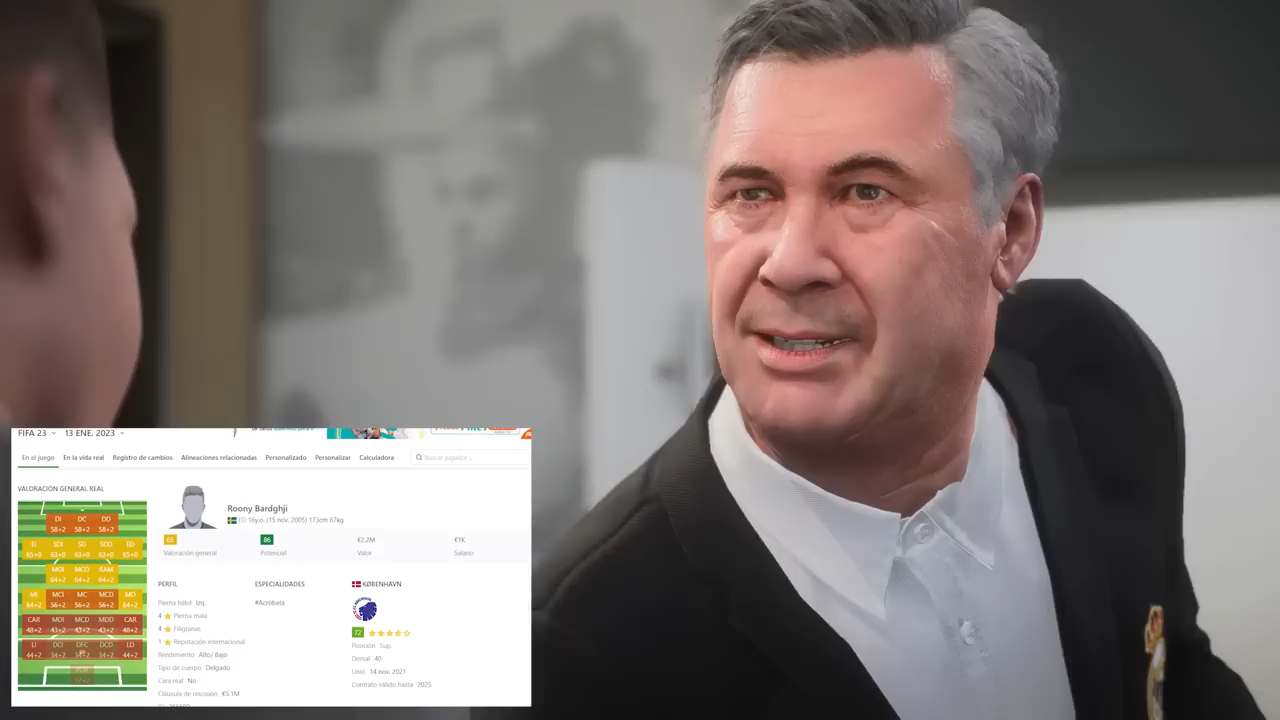 FIFA 23 13 ENE. 2023
En el juego En la vida real Registro de cambios Alineaciones relacionadas Personalizado Personalizar Calculadora Buscar jugador ...
VALORACIÓN GENERAL REAL
DI DC DD
58+2 58+2 58+2
EI SDI SD SDD ED
65+0 63+0 63+0 63+0 65+0
MOI MCO RAM
64+2 64+2 64+2
MI MCI MC MCD MD
64+2 56+2 56+2 56+2 64+2
CAR MDI MCD MDD CAR
48+2 43+2 43+2 43+2 48+2
LI DCI DFC DCD LD
44+2 34+2 34+2 34+2 44+2
Roony Bardghji
ED 16y.o. (15 nov. 2005) 173cm 67kg
65 86 €2.2M €1K
Valoración general Potencial Valor Salario
PERFIL
Pierna hábil Izq.
4 Pierna mala
4 Filigranas
1 Reputación internacional
Rendimiento Alto/ Bajo
Tipo de cuerpo Delgado
Cara real No
Cláusula de rescisión €5.1M
ESPECIALIDADES
#Acróbata
KØBENHAVN
72
Posición Sup.
Dorsal 40
Unió 14 nov. 2021
Contrato válido hasta 2025